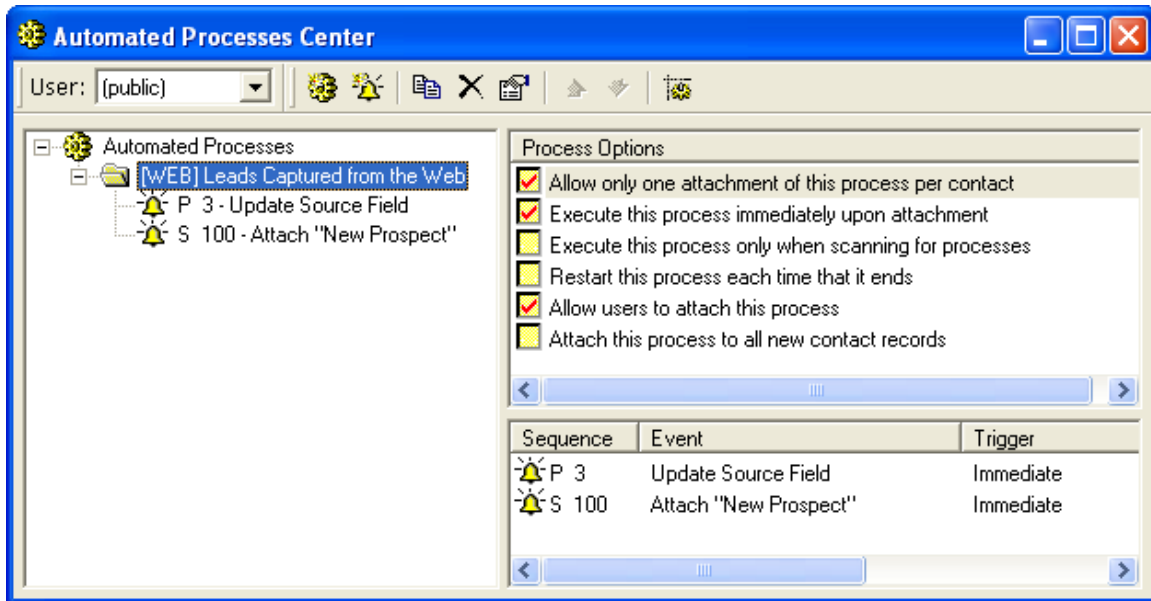 Automated Processes Center
User: (public)
Automated Processes
[WEB] Leads Captured from the Web
P 3 - Update Source Field
S 100 - Attach "New Prospect"
Process Options
Allow only one attachment of this process per contact
Execute this process immediately upon attachment
Execute this process only when scanning for processes
Restart this process each time that it ends
Allow users to attach this process
Attach this process to all new contact records
Sequence Event Trigger
P 3 Update Source Field Immediate
S 100 Attach "New Prospect" Immediate